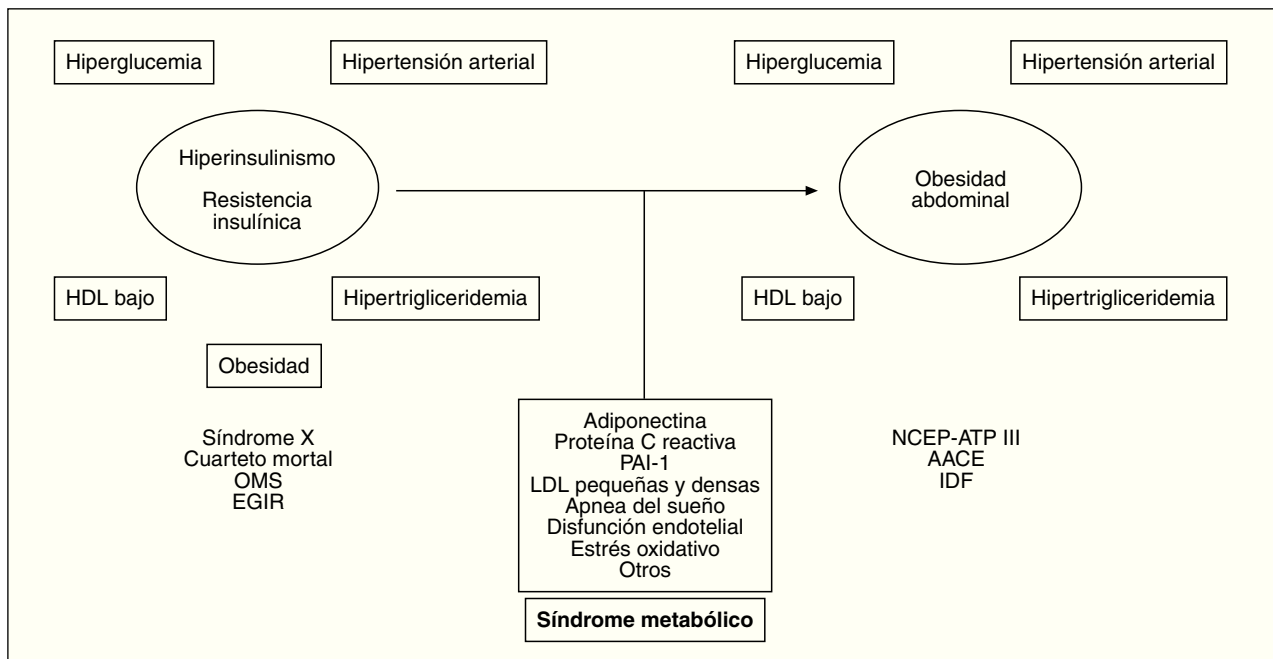 Hiperglucemia
Hipertensión arterial
Hiperinsulinismo
Resistencia
insulínica
HDL bajo
Hipertrigliceridemia
Obesidad
Síndrome X
Cuarteto mortal
OMS
EGIR
Adiponectina
Proteína C reactiva
PAI-1
LDL pequeñas y densas
Apnea del sueño
Disfunción endotelial
Estrés oxidativo
Otros
Síndrome metabólico
Hiperglucemia
Hipertensión arterial
Obesidad
abdominal
HDL bajo
Hipertrigliceridemia
NCEP-ATP III
AACE
IDF